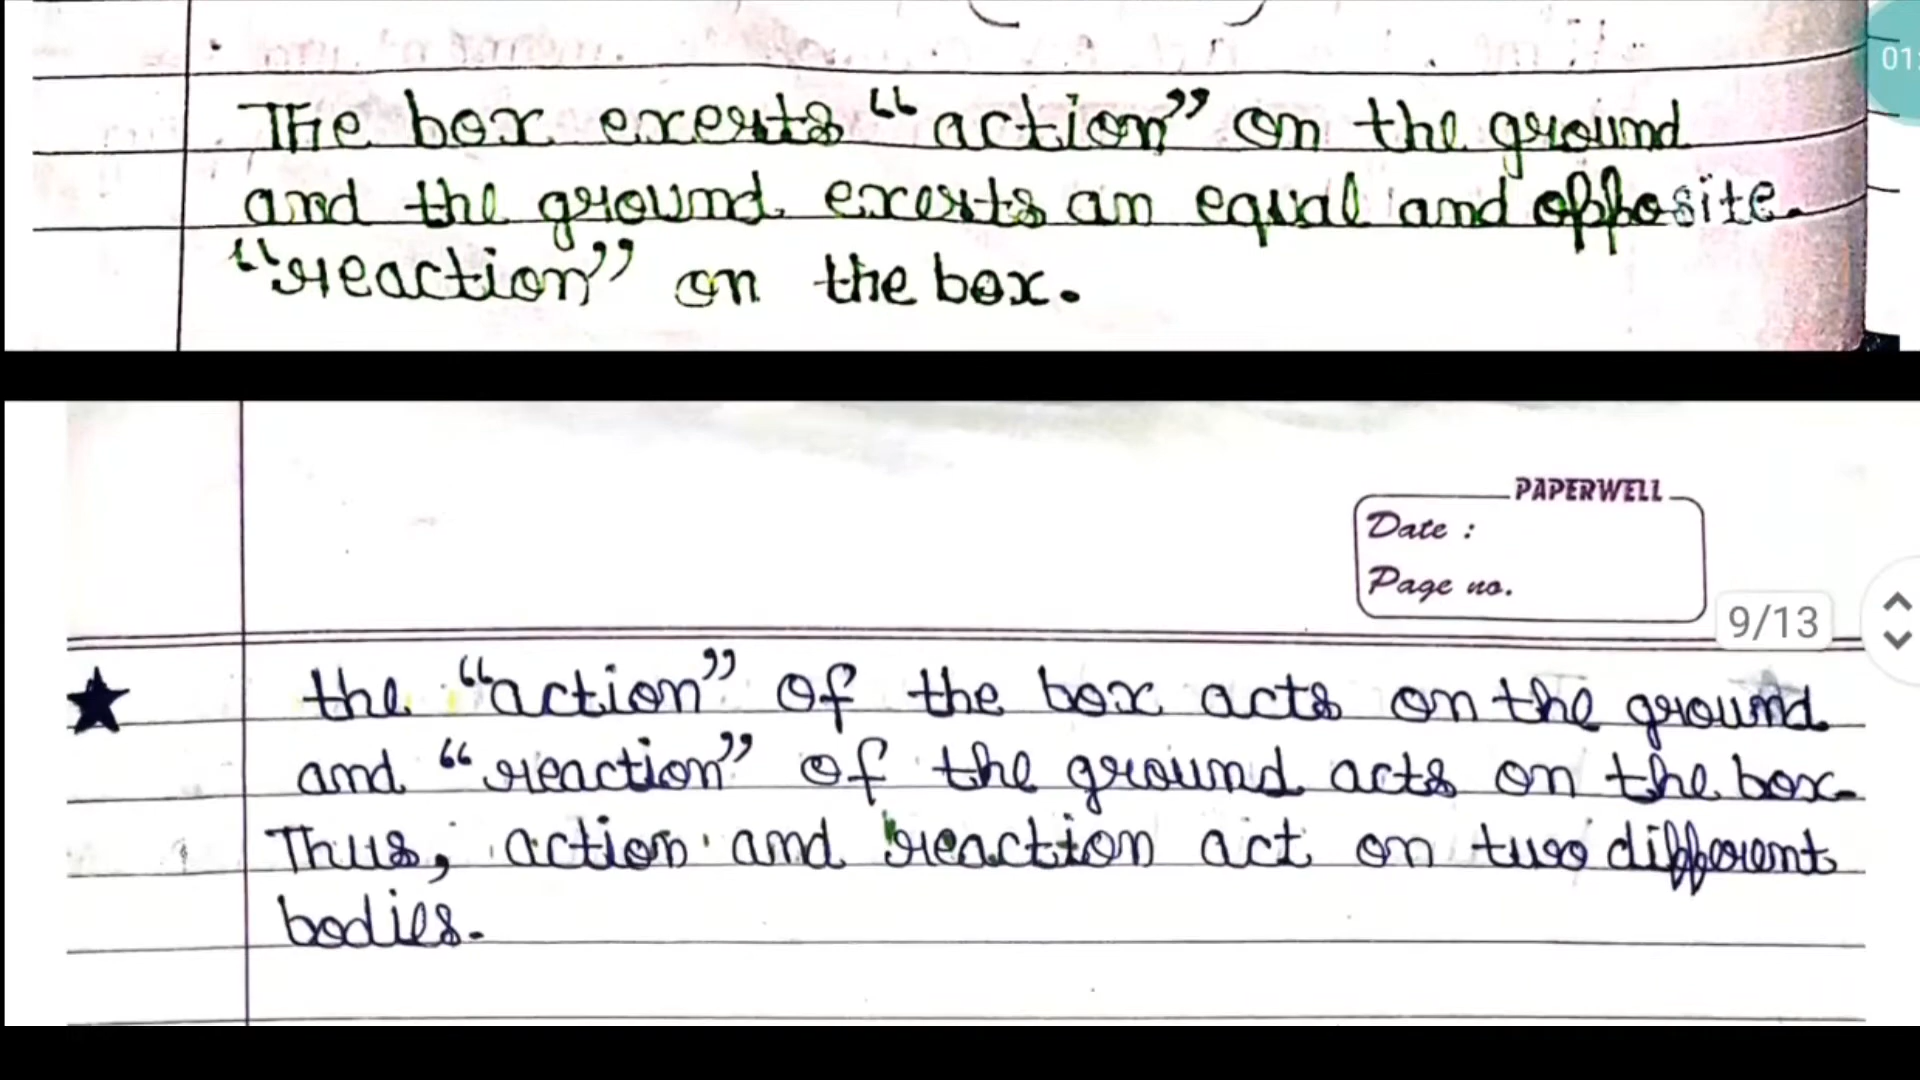 01:
The box exerts "action" on the ground
and the ground exerts an equal and opposite.
"reaction" on the box.
PAPERWELL
Date :
Page no.
9/13
the "action" of the box acts on the ground
and "reaction" of the ground acts on the box.
Thus, action and reaction act on two different
bodies.